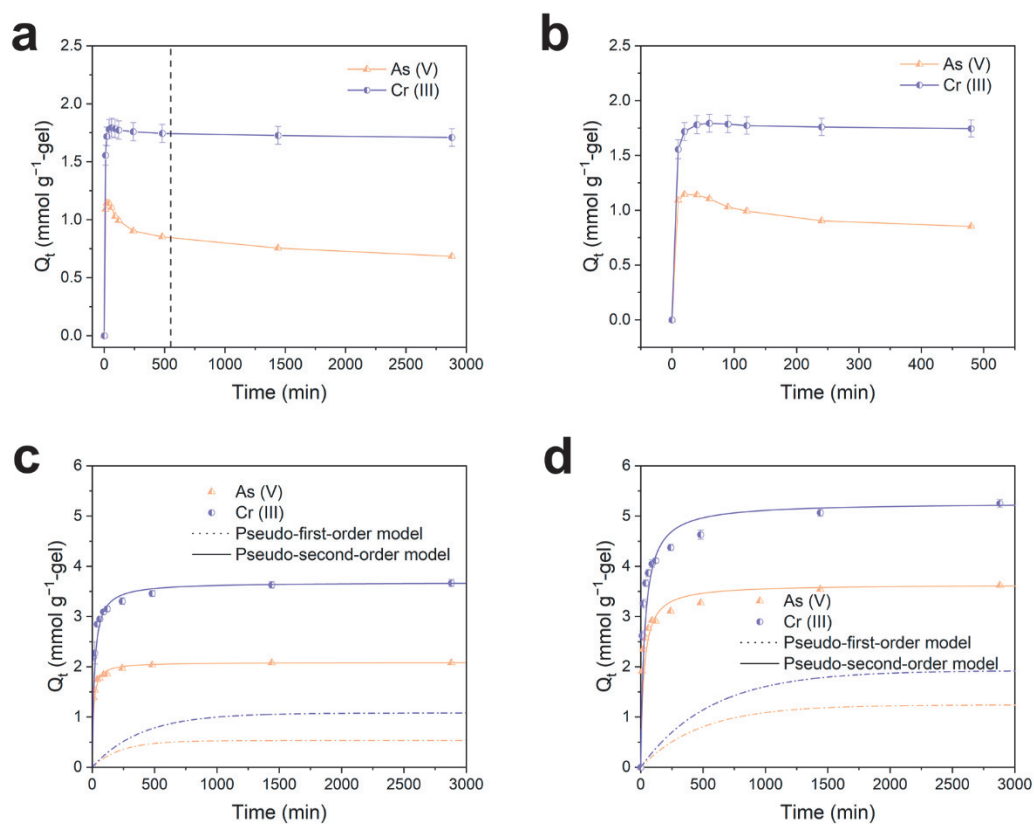 a
2.5
2.0
1.5
1.0
0.5
0.0
Qt (mmol g⁻¹-gel)
As (V)
Cr (III)
0 500 1000 1500 2000 2500 3000
Time (min)
b
2.5
2.0
1.5
1.0
0.5
0.0
Qt (mmol g⁻¹-gel)
As (V)
Cr (III)
0 100 200 300 400 500
Time (min)
c
6
5
4
3
2
1
0
Qt (mmol g⁻¹-gel)
As (V)
Cr (III)
Pseudo-first-order model
Pseudo-second-order model
0 500 1000 1500 2000 2500 3000
Time (min)
d
6
5
4
3
2
1
0
Qt (mmol g⁻¹-gel)
As (V)
Cr (III)
Pseudo-first-order model
Pseudo-second-order model
0 1000 2000 3000
Time (min)